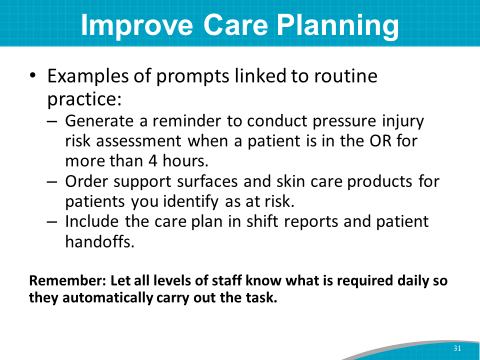 Improve Care Planning
• Examples of prompts linked to routine
practice:
– Generate a reminder to conduct pressure injury
risk assessment when a patient is in the OR for
more than 4 hours.
– Order support surfaces and skin care products for
patients you identify as at risk.
– Include the care plan in shift reports and patient
handoffs.
Remember: Let all levels of staff know what is required daily so
they automatically carry out the task.
31